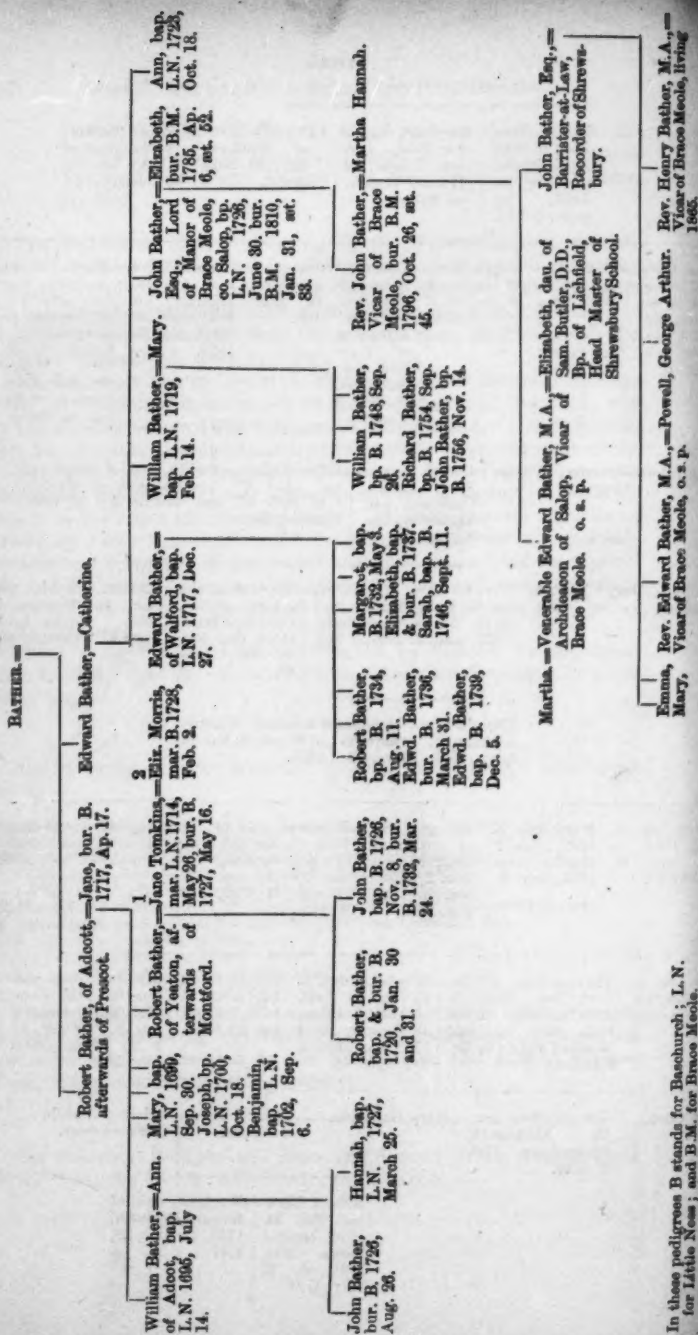 BATHER.=
Robert Bather, of Adcott,=Jane, bur. B.
afterwards of Prescot. 1717, Ap. 17.
Edward Bather,=Catherine.
William Bather,=Ann.
of Adcot, bap.
L.N. 1695, July
14.
Mary, bap.
L.N. 1699,
Sep. 30.
Joseph, bp.
L.N. 1700,
Oct. 18.
Benjamin,
bap. L.N.
1702, Sep.
6.
1
Robert Bather,=Jane Tomkins,=
of Yeaton, af-
terwards of
Montford.
mar. L.N. 1714,
May 26, bur. B.
1727, May 16.
2
Eliz. Morris,
mar. B. 1728,
Feb. 2.
Edward Bather,=
of Walford, bap.
L.N. 1717, Dec.
27.
William Bather,=Mary.
bap. L.N. 1719,
Feb. 14.
John Bather,=Elizabeth,
Esq., Lord
of Manor of
Brace Meole,
co. Salop, bp.
L.N. 1726,
June 30. bur.
B.M. 1810,
Jan. 31, æt.
83.
bur. B.M.
1785, Ap.
6, æt. 52.
Ann, bap.
L.N. 1723,
Oct. 18.
John Bather,
bur. B. 1726,
Aug. 26.
Hannah, bap.
L.N. 1727,
March 25.
Robert Bather,
bap. & bur. B.
1720, Jan. 30
and 31.
John Bather,
bap. B. 1726,
Nov. 8, bur.
B. 1732, Mar.
24.
Robert Bather,
bp. B. 1734,
Aug. 11.
Edwd. Bather,
bur. B. 1736,
March 31.
Edwd. Bather,
bap. B. 1739,
Dec. 5.
Margaret, bap.
B. 1732, May 3.
Elizabeth, bap.
& bur. B. 1737.
Sarah, bap. B.
1746, Sept. 11.
William Bather,
bp. B. 1748, Sep.
26.
Richard Bather,
bp. B. 1754, Sep.
John Bather, bp.
B. 1756, Nov. 14.
Rev. John Bather,=Martha Hannah.
Vicar of Brace
Meole, bur. B.M.
1796, Oct. 26, æt.
45.
Martha.=Venerable Edward Bather, M.A.,=Elizabeth, dau. of
Archdeacon of Salop, Vicar of
Brace Meole. o. s. p.
Sam. Butler, D.D.,
Bp. of Lichfield,
Head Master of
Shrewsbury School.
John Bather, Esq.,=
Barrister-at-Law,
Recorder of Shrews-
bury.
Emma,
Mary,
Rev. Edward Bather, M.A.,=Powell,
Vicar of Brace Meole, o. s. p.
George Arthur.
Rev. Henry Bather, M.A.,=
Vicar of Brace Meole, living
1865.
In these pedigrees B stands for Baschurch; L.N.
for Little Ness; and B.M. for Brace Meole.